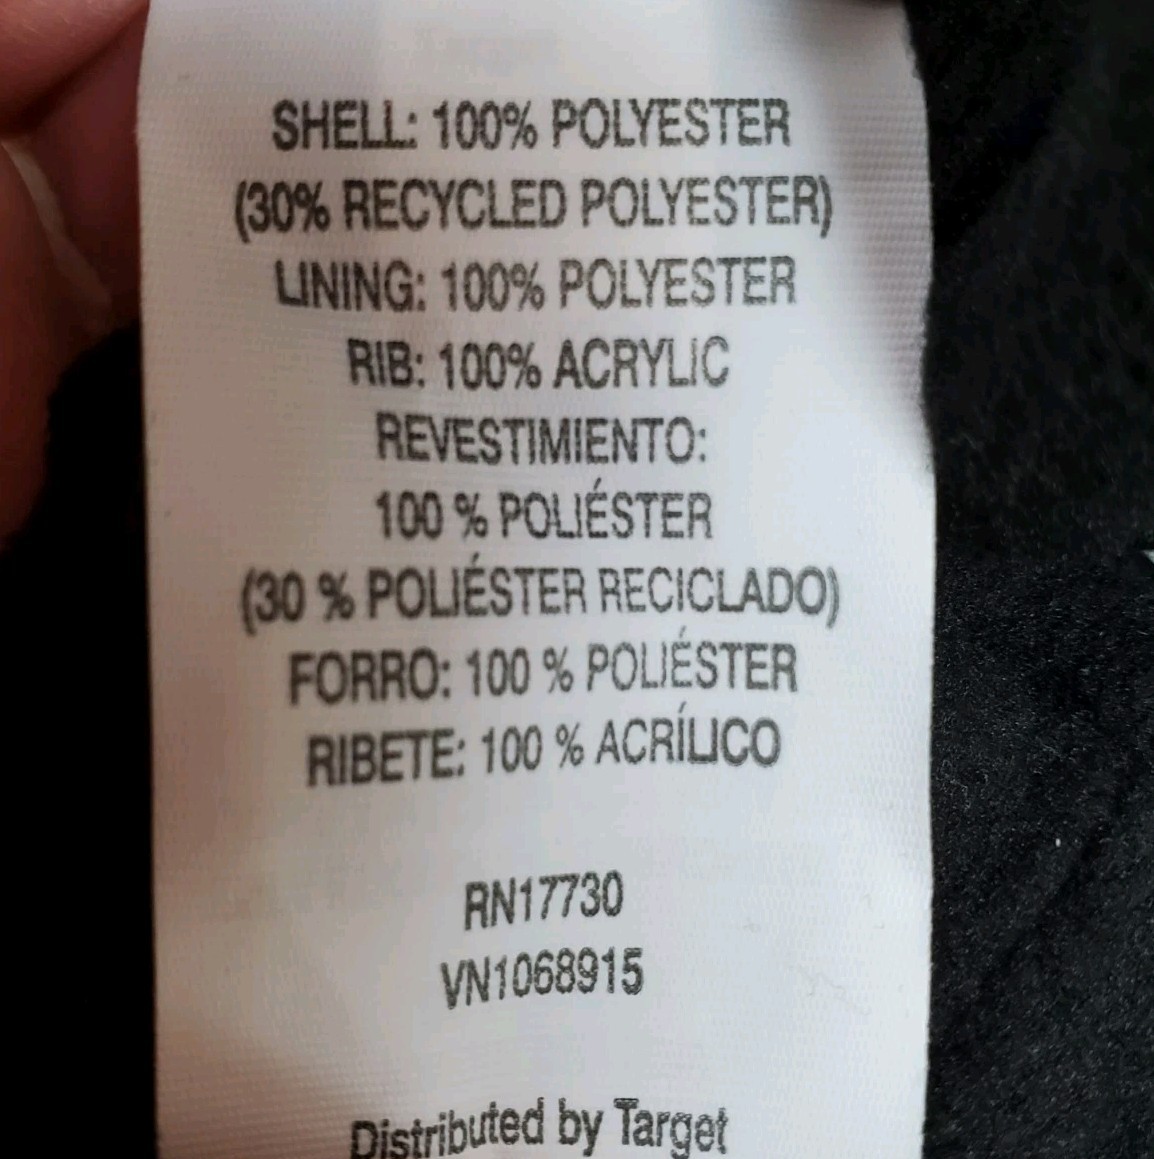 SHELL: 100% POLYESTER
(30% RECYCLED POLYESTER)
LINING: 100% POLYESTER
RIB: 100% ACRYLIC
REVESTIMIENTO:
100 % POLIÉSTER
(30 % POLIÉSTER RECICLADO)
FORRO: 100 % POLIÉSTER
RIBETE: 100 % ACRÍLICO
RN17730
VN1068915
Distributed by Target